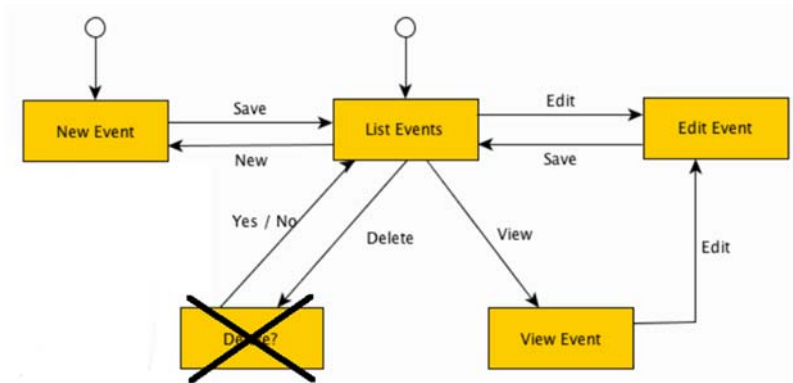 Save
Edit
New Event
List Events
Edit Event
New
Save
Yes / No
Delete
View
Edit
View Event